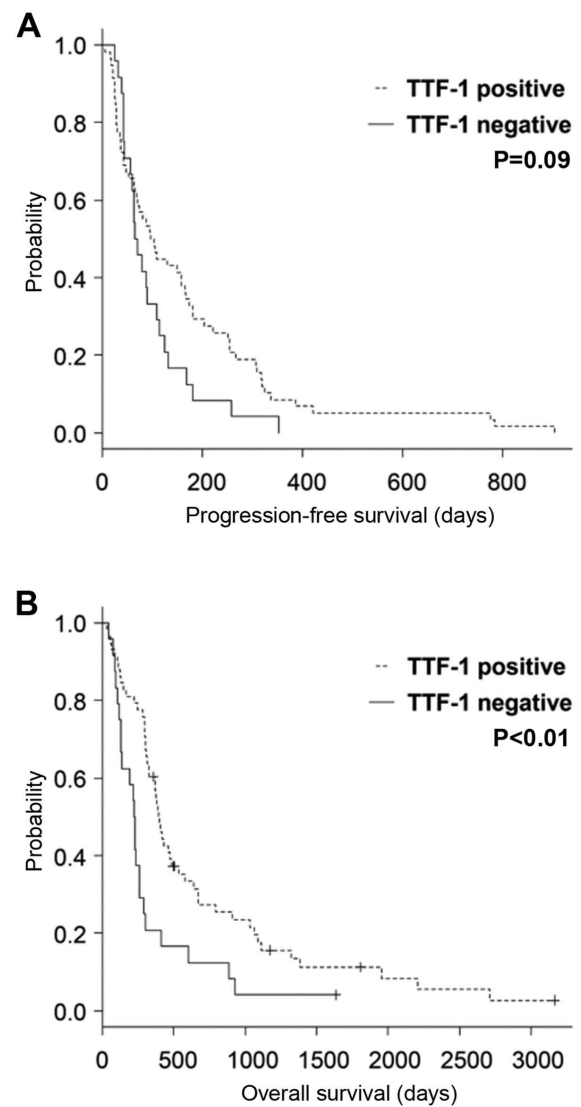 A
1.0
0.8
0.6
0.4
0.2
0.0
Probability
TTF-1 positive
TTF-1 negative
P=0.09
0 200 400 600 800
Progression-free survival (days)
B
1.0
0.8
0.6
0.4
0.2
0.0
Probability
TTF-1 positive
TTF-1 negative
P<0.01
0 500 1000 1500 2000 2500 3000
Overall survival (days)